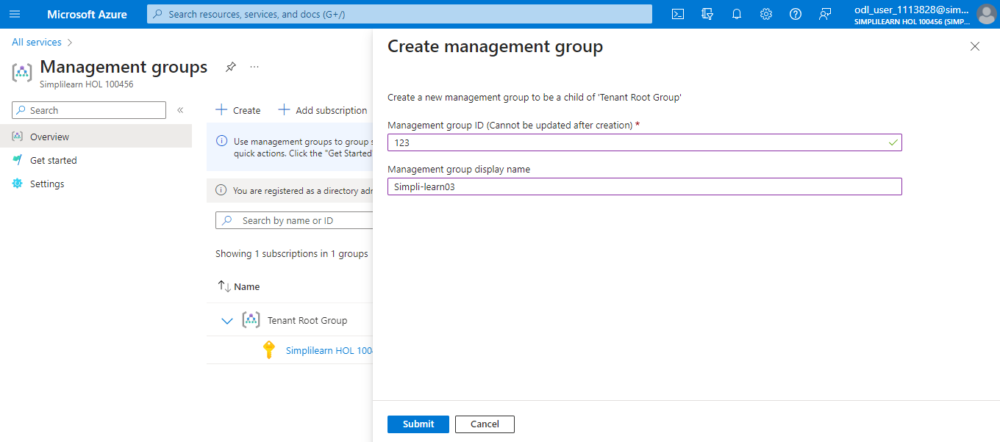 Microsoft Azure
Search resources, services, and docs (G+/)
odl_user_1113828@sim...
SIMPLILEARN HOL 100456 (SIMP...
All services
Management groups
Simplilearn HOL 100456
Search
Overview
Get started
Settings
Create
Add subscription
Use management groups to group s
quick actions. Click the "Get Started
You are registered as a directory adr
Search by name or ID
Showing 1 subscriptions in 1 groups
Name
Tenant Root Group
Simplilearn HOL 100
Create management group
Create a new management group to be a child of 'Tenant Root Group'
Management group ID (Cannot be updated after creation) *
123
Management group display name
Simpli-learn03
Submit
Cancel